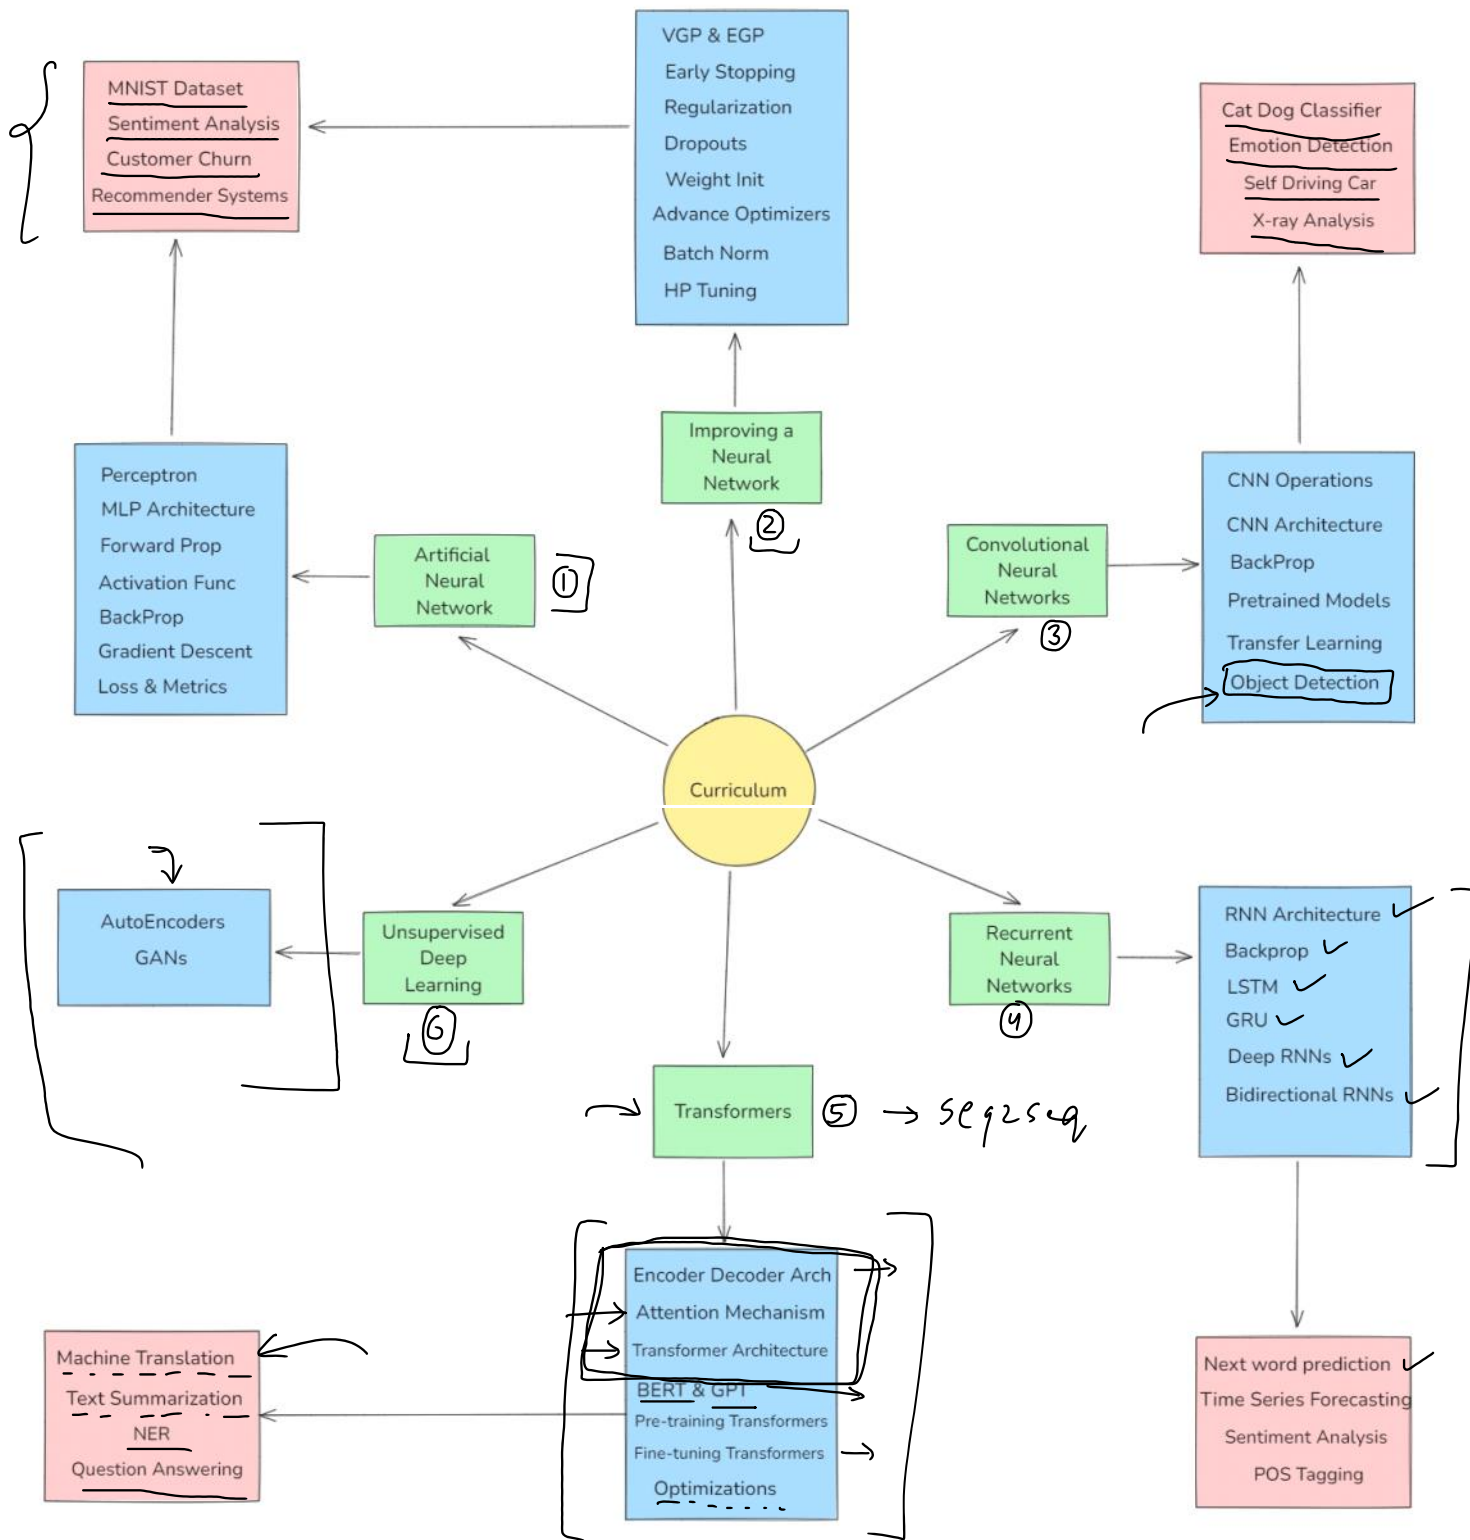 VGP & EGP
Early Stopping
Regularization
Dropouts
Weight Init
Advance Optimizers
Batch Norm
HP Tuning
MNIST Dataset
Sentiment Analysis
Customer Churn
Recommender Systems
Cat Dog Classifier
Emotion Detection
Self Driving Car
X-ray Analysis
Improving a
Neural
Network
2
Perceptron
MLP Architecture
Forward Prop
Activation Func
BackProp
Gradient Descent
Loss & Metrics
Artificial
Neural
Network
1
Convolutional
Neural
Networks
3
CNN Operations
CNN Architecture
BackProp
Pretrained Models
Transfer Learning
Object Detection
Curriculum
AutoEncoders
GANs
Unsupervised
Deep
Learning
6
Recurrent
Neural
Networks
4
RNN Architecture
Backprop
LSTM
GRU
Deep RNNs
Bidirectional RNNs
Transformers
5 → seq2seq
Encoder Decoder Arch
Attention Mechanism
Transformer Architecture
BERT & GPT
Pre-training Transformers
Fine-tuning Transformers
Optimizations
Machine Translation
Text Summarization
NER
Question Answering
Next word prediction
Time Series Forecasting
Sentiment Analysis
POS Tagging